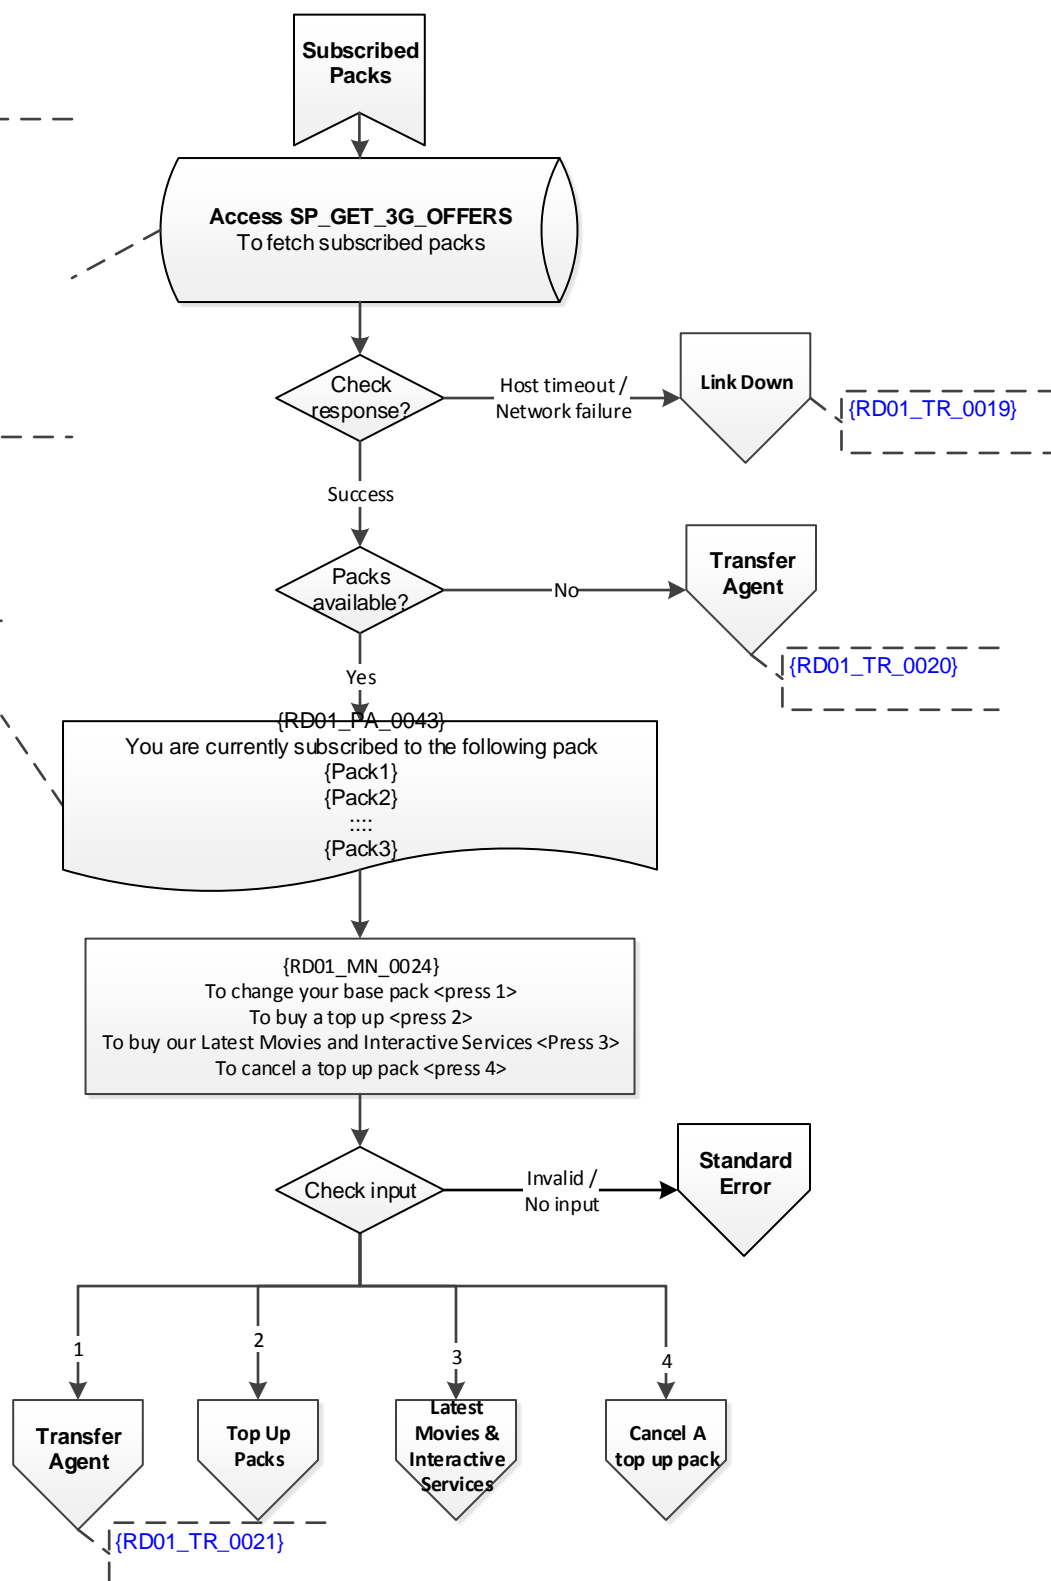 Subscribed
Packs
Access SP_GET_3G_OFFERS
To fetch subscribed packs
Check
response?
Host timeout /
Network failure
Link Down
{RD01_TR_0019}
Success
Packs
available?
No
Transfer
Agent
{RD01_TR_0020}
Yes
{RD01_PA_0043}
You are currently subscribed to the following pack
{Pack1}
{Pack2}
::::
{Pack3}
{RD01_MN_0024}
To change your base pack <press 1>
To buy a top up <press 2>
To buy our Latest Movies and Interactive Services <Press 3>
To cancel a top up pack <press 4>
Check input
Invalid /
No input
Standard
Error
1
2
3
4
Transfer
Agent
Top Up
Packs
Latest
Movies &
Interactive
Services
Cancel A
top up pack
{RD01_TR_0021}